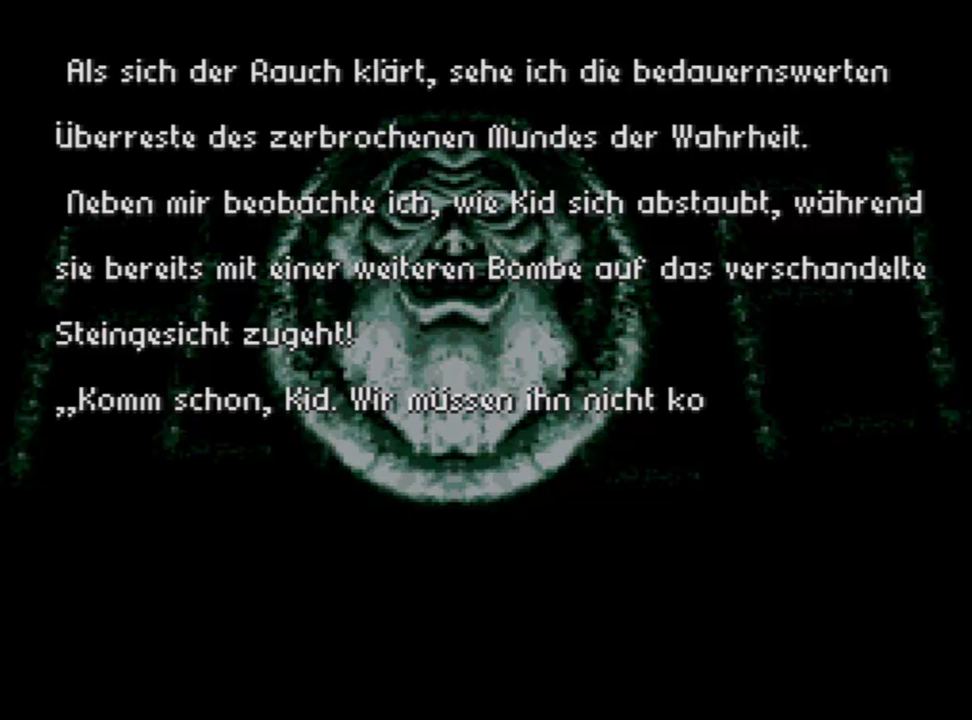 Als sich der Rauch klärt, sehe ich die bedauernswerten
Überreste des zerbrochenen Mundes der Wahrheit.
Neben mir beobachte ich, wie Kid sich abstaubt, während
sie bereits mit einer weiteren Bombe auf das verschandelte
Steingesicht zugeht!
„Komm schon, Kid. Wir müssen ihn nicht ko